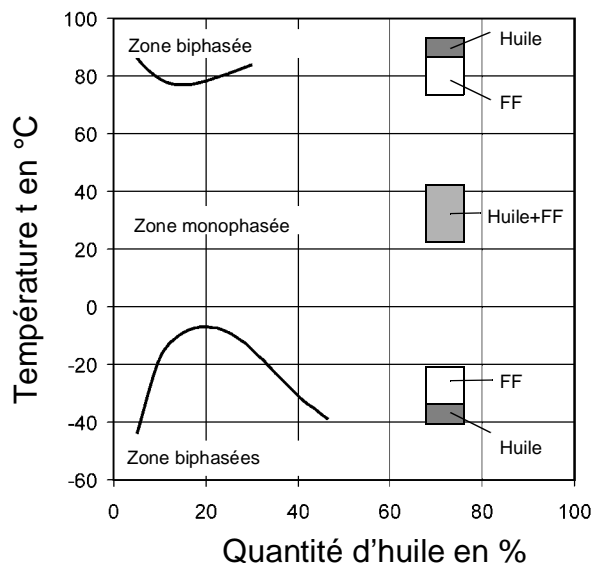 Température t en °C
100
80
60
40
20
0
-20
-40
-60
Zone biphasée
Zone monophasée
Zone biphasées
Huile
FF
Huile+FF
FF
Huile
0
20
40
60
80
100
Quantité d'huile en %